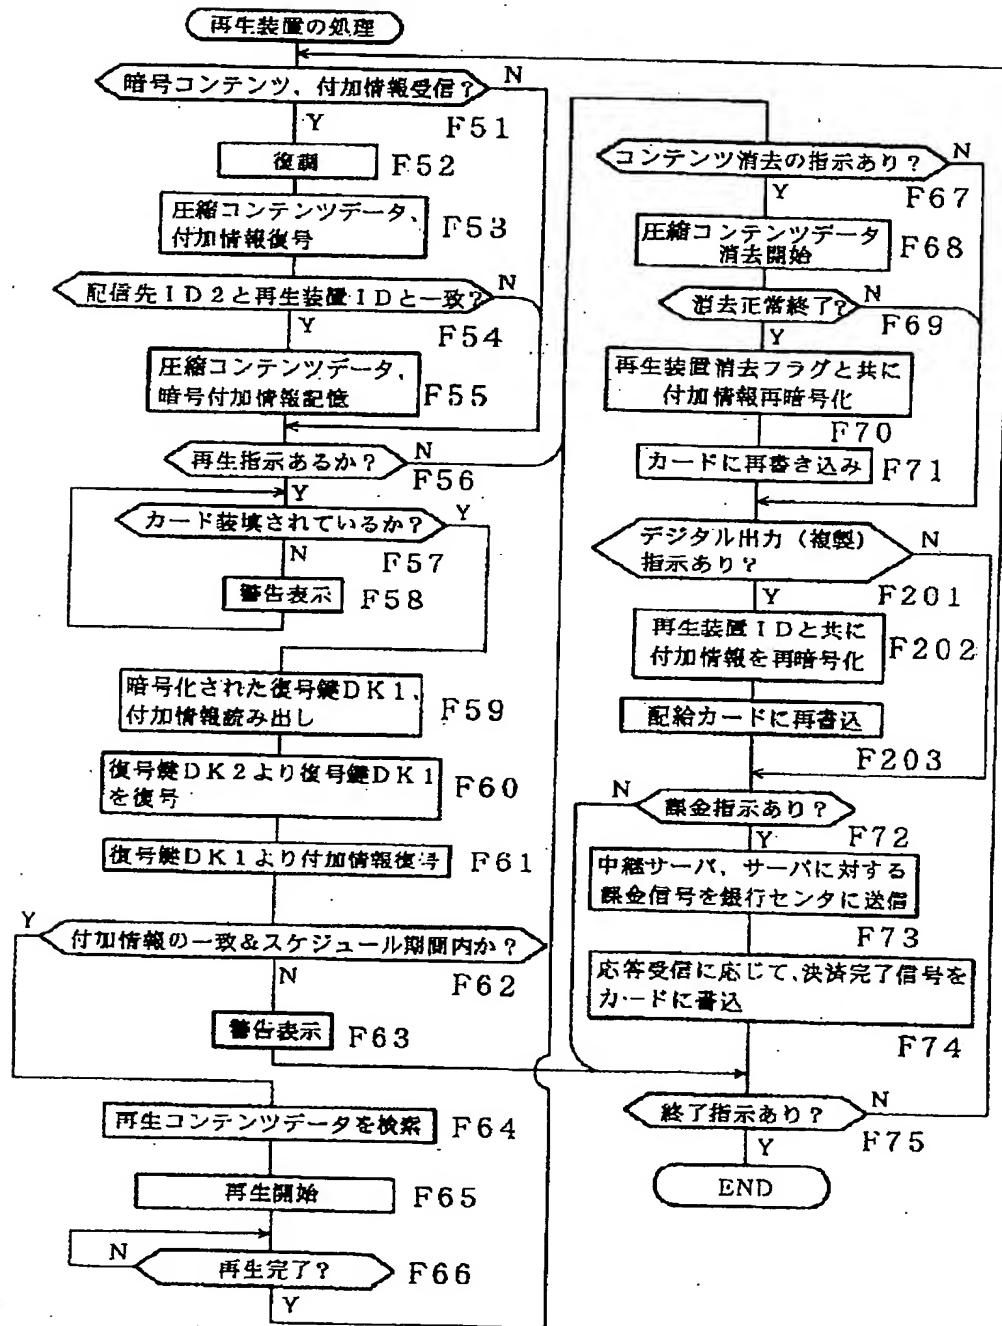 再生装置の処理
暗号コンテンツ、付加情報受信?
N
Y
F51
復調
F52
圧縮コンテンツデータ、
付加情報復号
F53
配信先ID2と再生装置IDと一致?
N
Y
F54
圧縮コンテンツデータ、
暗号付加情報記憶
F55
再生指示あるか?
N
Y
F56
カード装填されているか?
Y
N
F57
警告表示
F58
暗号化された復号鍵DK1、
付加情報読み出し
F59
復号鍵DK2より復号鍵DK1
を復号
F60
復号鍵DK1より付加情報復号
F61
Y
付加情報の一致&スケジュール期間内か?
N
F62
警告表示
F63
再生コンテンツデータを検索
F64
再生開始
F65
N
再生完了?
F66
Y
コンテンツ消去の指示あり?
N
Y
F67
圧縮コンテンツデータ
消去開始
F68
消去正常終了?
N
F69
Y
再生装置消去フラグと共に
付加情報再暗号化
F70
カードに再書き込み
F71
デジタル出力(複製)
指示あり?
N
Y
F201
再生装置IDと共に
付加情報を再暗号化
F202
配給カードに再書込
F203
N
課金指示あり?
Y
F72
中継サーバ、サーバに対する
課金信号を銀行センタに送信
F73
応答受信に応じて、決済完了信号を
カードに書込
F74
終了指示あり?
N
Y
F75
END